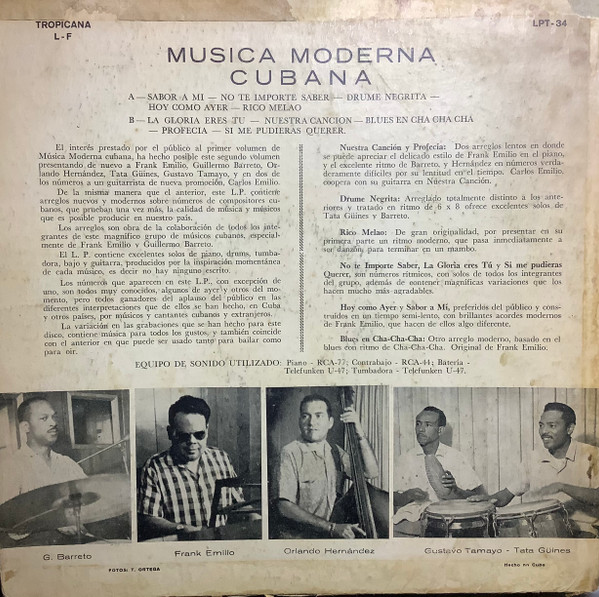 TROPICANA
L-F
LPT-34
MUSICA MODERNA
CUBANA
A — SABOR A MI — NO TE IMPORTE SABER — DRUME NEGRITA —
HOY COMO AYER — RICO MELAO
B — LA GLORIA ERES TU — NUESTRA CANCION — BLUES EN CHA CHA CHÁ
— PROFECIA — SI ME PUDIERAS QUERER.
El interés prestado por el público al primer volumen de
Música Moderna cubana, ha hecho posible este segundo volumen
presentando de nuevo a Frank Emilio, Guillermo Barreto, Or-
lando Hernández, Tata Güines, Gustavo Tamayo, y en dos de
los números a un guitarrista de nueva promoción, Carlos Emilio.
De la misma manera que el anterior, este L.P. contiene
arreglos nuevos y modernos sobre números de compositores cu-
banos, que prueban una vez más, la calidad de música y músicos
que es posible producir en nuestro país.
Los arreglos son obra de la colaboración de todos los inte-
grantes de este magnífico grupo de músicos cubanos, especial-
mente de Frank Emilio y Guillermo Barreto.
El L. P. contiene excelentes solos de piano, drums, tumba-
dora, bajo y guitarra, producidos por la inspiración momentánea
de cada músico, es decir no hay ninguno escrito.
Los números que aparecen en este L.P., con excepción de
uno, son todos muy conocidos, algunos de ayer y otros del mo-
mento, pero todos ganadores del aplauso del público en las
diferentes interpretaciones que de ellos se han hecho, en Cuba
y otros países, por músicos y cantantes cubanos y extranjeros.
La variación en las grabaciones que se han hecho para este
disco, contiene música para todos los gustos, y también coincide
con el anterior en que puede ser usado tanto para bailar como
para oir.
Nuestra Canción y Profecia: Dos arreglos lentos en donde
se puede apreciar el delicado estilo de Frank Emilio en el piano,
y el excelente ritmo de Barreto, y Hernández en números verda-
deramente difíciles por su lentitud en el tiempo. Carlos Emilio,
coopera con su guitarra en Nuestra Canción.
Drume Negrita: Arreglado totalmente distinto a los ante-
riores y tratado en ritmo de 6 x 8 ofrece excelentes solos de
Tata Güines y Barreto.
Rico Melao: De gran originalidad, por presentar en su
primera parte un ritmo moderno, que pasa inmediatamente a
ser danzón para terminar en un mambo.
No te Importe Saber, La Gloria eres Tú y Si me pudieras
Querer, son números rítmicos, con solos de todos los integrantes
del grupo, además de contener magníficas variaciones que los
hacen mucho más agradables.
Hoy como Ayer y Sabor a Mí, preferidos del público y cons-
truidos en un tiempo semi-lento, con brillantes acordes modernos
de Frank Emilio, que hacen de ellos algo diferente.
Blues en Cha-Cha-Cha: Otro arreglo moderno, basado en el
blues con ritmo de Cha-Cha-Cha. Original de Frank Emilio.
EQUIPO DE SONIDO UTILIZADO: Piano - RCA-77; Contrabajo - RCA-44; Batería -
Telefunken U-47; Tumbadora - Telefunken U-47.
G. Barreto
Frank Emilio
Orlando Hernández
Gustavo Tamayo - Tata Güines
FOTOS: T. ORTEGA
Hecho en Cuba